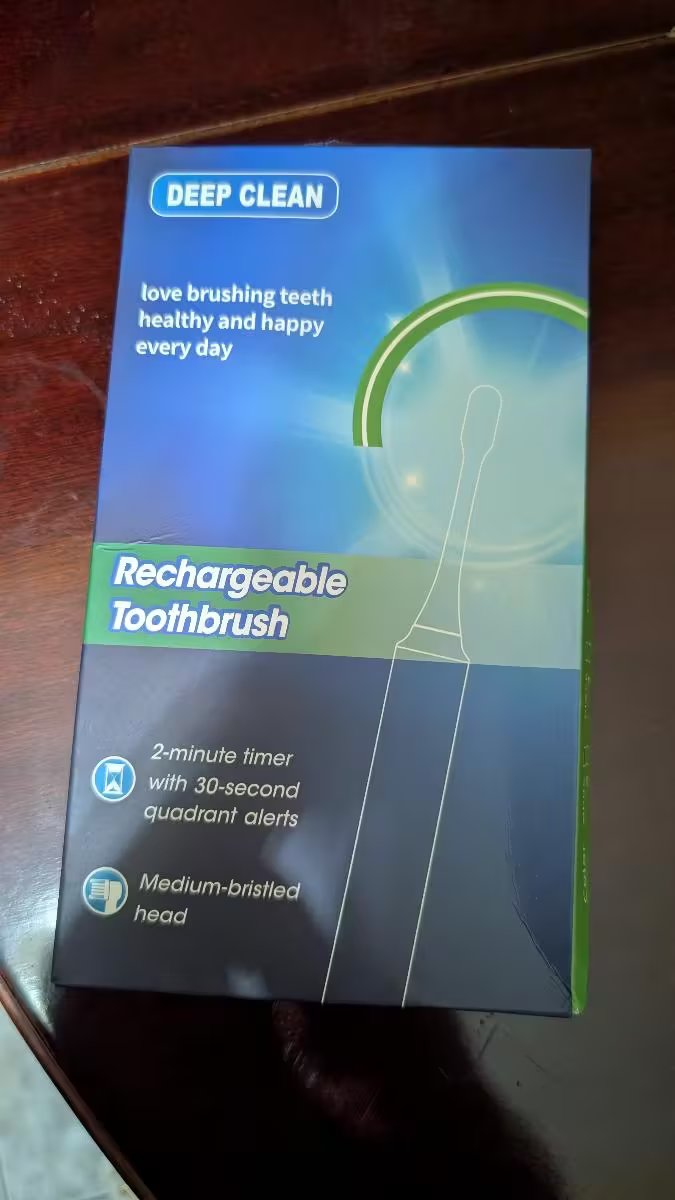 DEEP CLEAN
love brushing teeth
healthy and happy
every day
Rechargeable
Toothbrush
2-minute timer
with 30-second
quadrant alerts
Medium-bristled
head